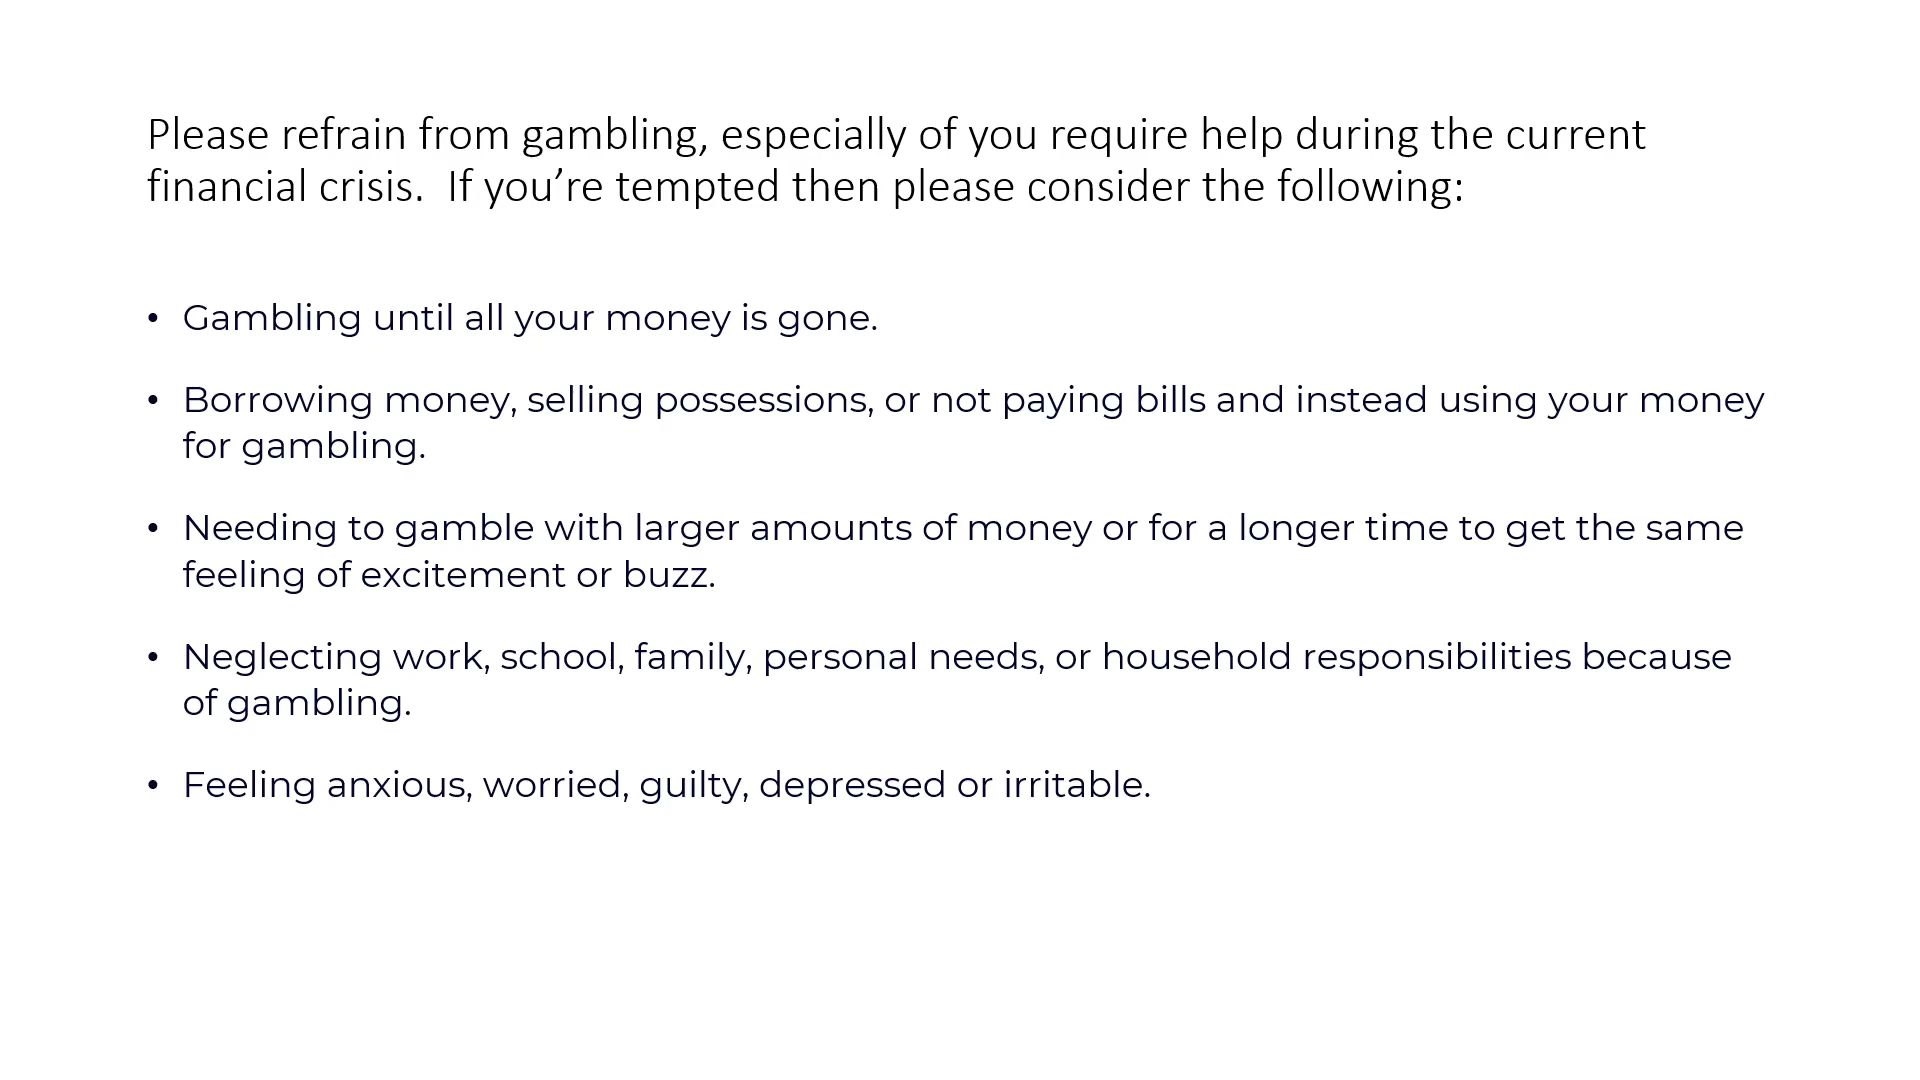 Please refrain from gambling, especially of you require help during the current
financial crisis.  If you’re tempted then please consider the following:
• Gambling until all your money is gone.
• Borrowing money, selling possessions, or not paying bills and instead using your money
for gambling.
• Needing to gamble with larger amounts of money or for a longer time to get the same
feeling of excitement or buzz.
• Neglecting work, school, family, personal needs, or household responsibilities because
of gambling.
• Feeling anxious, worried, guilty, depressed or irritable.